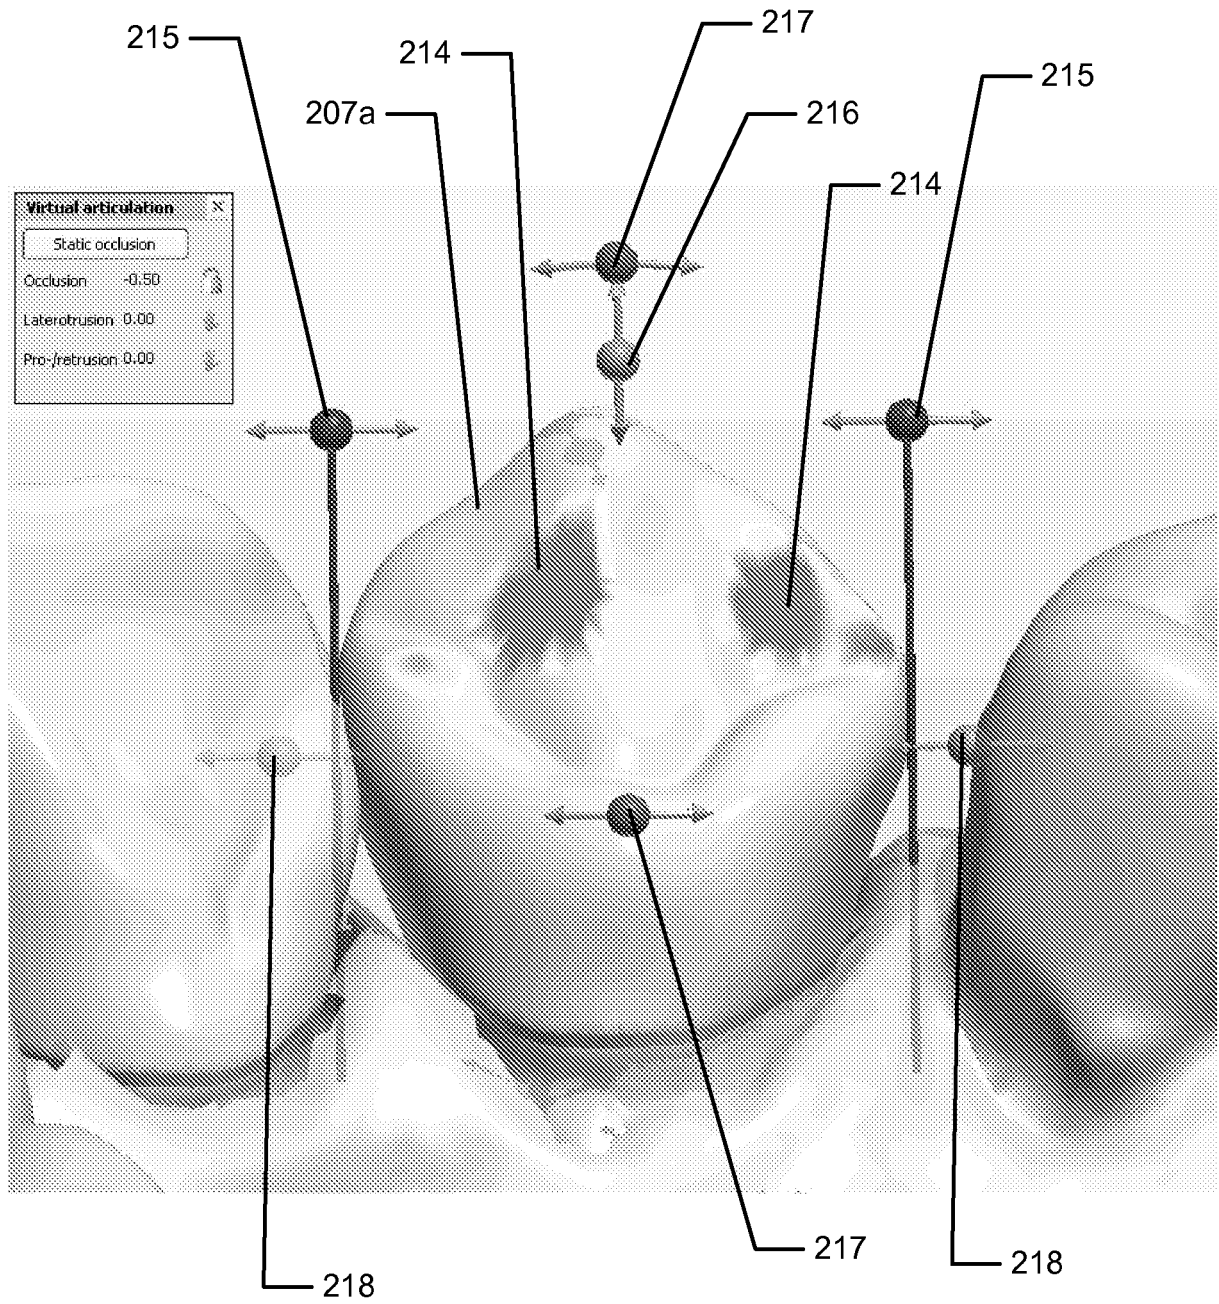 217
215
214
215
207a
216
214
Virtual articulation x
Static occlusion
Occlusion -0.50
Laterotrusion 0.00
Pro-/retrusion 0.00
217
218
218